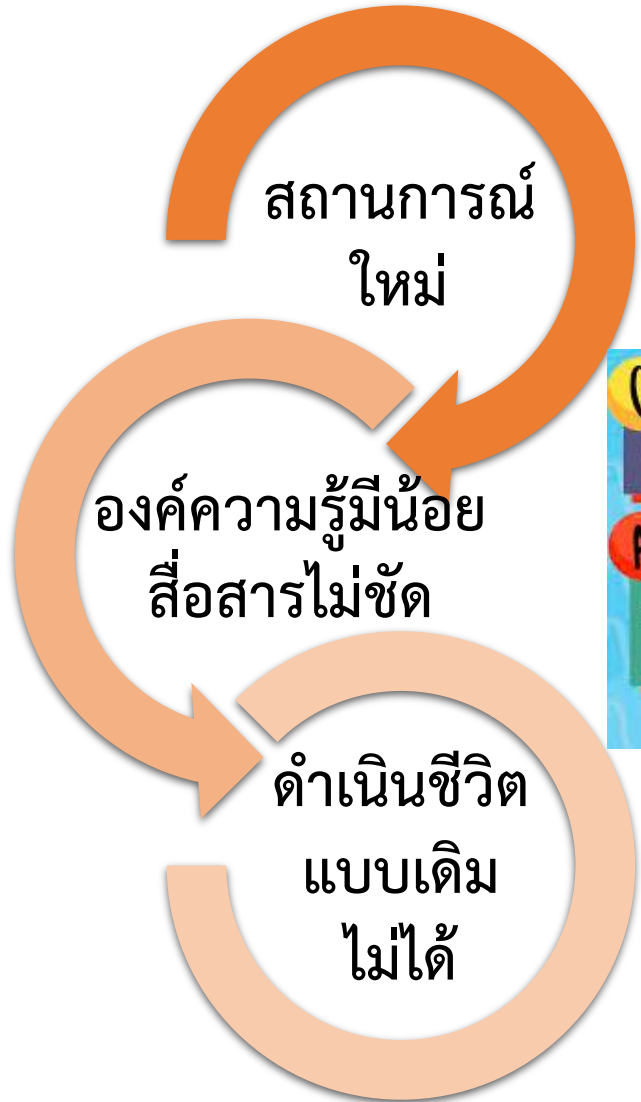 สถานการณ์
ใหม่
องค์ความรู้มีน้อย
สื่อสารไม่ชัด
ดำเนินชีวิต
แบบเดิม
ไม่ได้